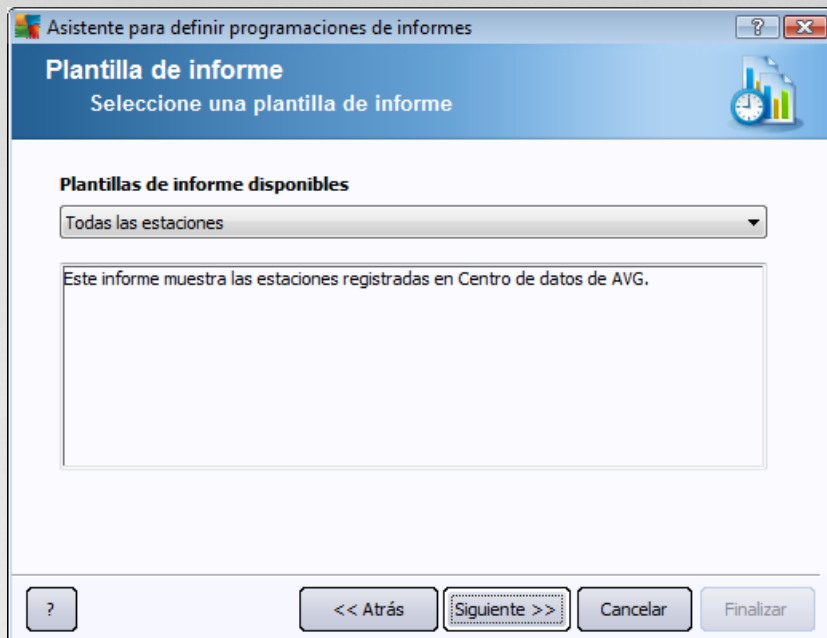 Asistente para definir programaciones de informes
?
Plantilla de informe
Seleccione una plantilla de informe
Plantillas de informe disponibles
Todas las estaciones
Este informe muestra las estaciones registradas en Centro de datos de AVG.
?
<< Atrás
Siguiente >>
Cancelar
Finalizar